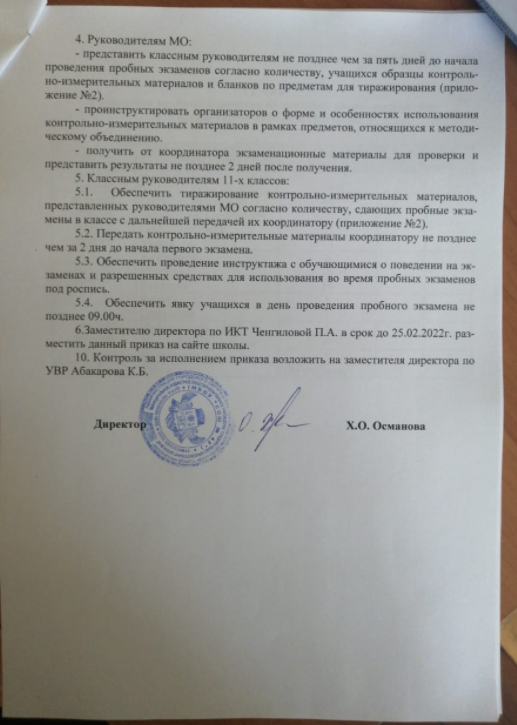 4. Руководителям МО:
- представить классным руководителям не позднее чем за пять дней до начала
проведения пробных экзаменов согласно количеству, учащихся образцы контроль-
но-измерительных материалов и бланков по предметам для тиражирования (прило-
жение №2).
- проинструктировать организаторов о форме и особенностях использования
контрольно-измерительных материалов в рамках предметов, относящихся к методи-
ческому объединению.
- получить от координатора экзаменационные материалы для проверки и
представить результаты не позднее 2 дней после получения.
5. Классным руководителям 11-х классов:
5.1. Обеспечить тиражирование контрольно-измерительных материалов,
представленных руководителями МО согласно количеству, сдающих пробные экза-
мены в классе с дальнейшей передачей их координатору (приложение №2).
5.2. Передать контрольно-измерительные материалы координатору не позднее
чем за 2 дня до начала первого экзамена.
5.3. Обеспечить проведение инструктажа с обучающимися о поведении на эк-
заменах и разрешенных средствах для использования во время пробных экзаменов
под роспись.
5.4. Обеспечить явку учащихся в день проведения пробного экзамена не
позднее 09.00ч.
6.Заместителю директора по ИКТ Ченгиловой П.А. в срок до 25.02.2022г. раз-
местить данный приказ на сайте школы.
10. Контроль за исполнением приказа возложить на заместителя директора по
УВР Абакарова К.Б.
Директор Х.О. Османова